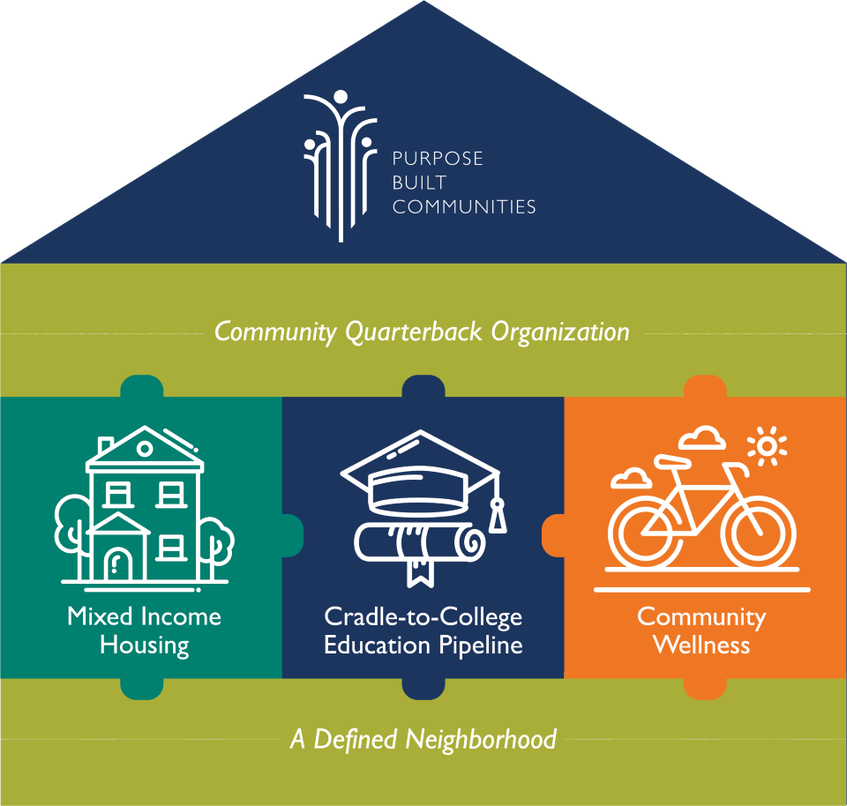 PURPOSE
BUILT
COMMUNITIES
Community Quarterback Organization
Mixed Income
Housing
Cradle-to-College
Education Pipeline
Community
Wellness
A Defined Neighborhood